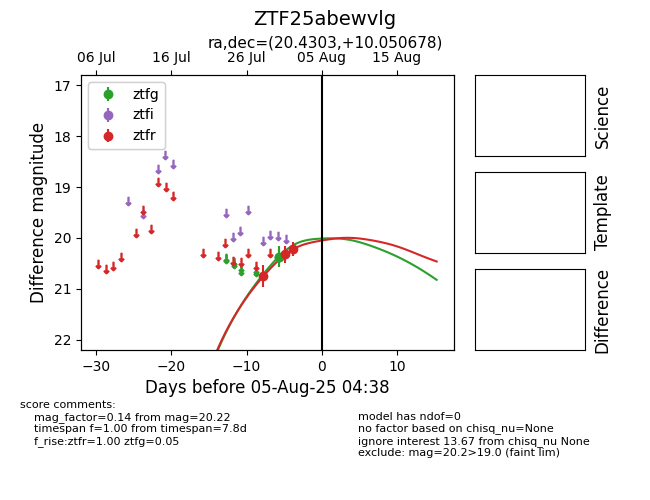 ZTF25abewvlg
ra,dec=(20.4303,+10.050678)
06 Jul 16 Jul 26 Jul 05 Aug 15 Aug
ztfg
ztfi
ztfr
17
18
19
20
21
22
Difference magnitude
−30 −20 −10 0 10
Days before 05-Aug-25 04:38
Science
Template
Difference
score comments:
mag_factor=0.14 from mag=20.22
timespan f=1.00 from timespan=7.8d
f_rise:ztfr=1.00 ztfg=0.05
model has ndof=0
no factor based on chisq_nu=None
ignore interest 13.67 from chisq_nu None
exclude: mag=20.2>19.0 (faint lim)